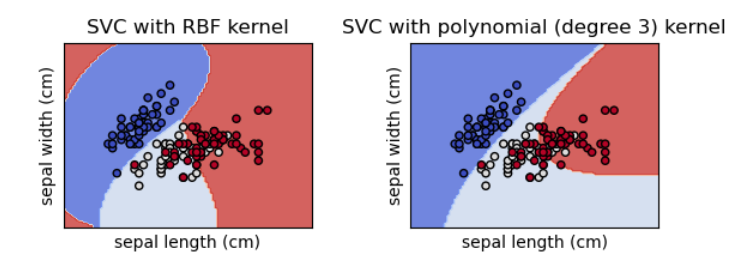 SVC with RBF kernel
SVC with polynomial (degree 3) kernel
sepal width (cm)
sepal width (cm)
sepal length (cm)
sepal length (cm)